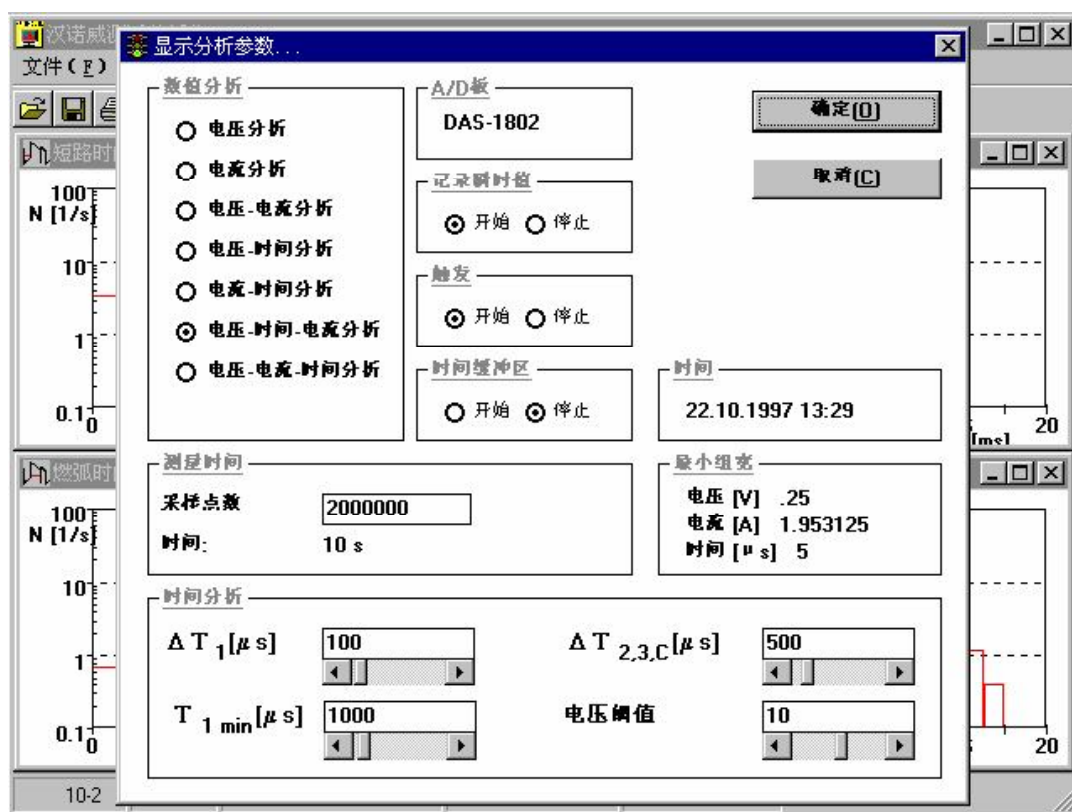 汉诺威
显示分析参数...
文件(F)
数值分析
电压分析
电流分析
电压-电流分析
电压-时间分析
电流-时间分析
电压-时间-电流分析
电压-电流-时间分析
A/D板
DAS-1802
记录瞬时值
开始 停止
触发
开始 停止
时间缓冲区
开始 停止
确定[O]
取消[C]
时间
22.10.1997 13:29
测量时间
采样点数 2000000
时间: 10 s
最小组宽
电压 [V] .25
电流 [A] 1.953125
时间 [μs] 5
时间分析
ΔT 1[μs] 100
ΔT 2,3,C[μs] 500
T 1 min[μs] 1000
电压阈值 10
短路时
100
N [1/s]
10
1
0.1
0
[ms] 20
燃弧时
100
N [1/s]
10
1
0.1
0
20
10-2